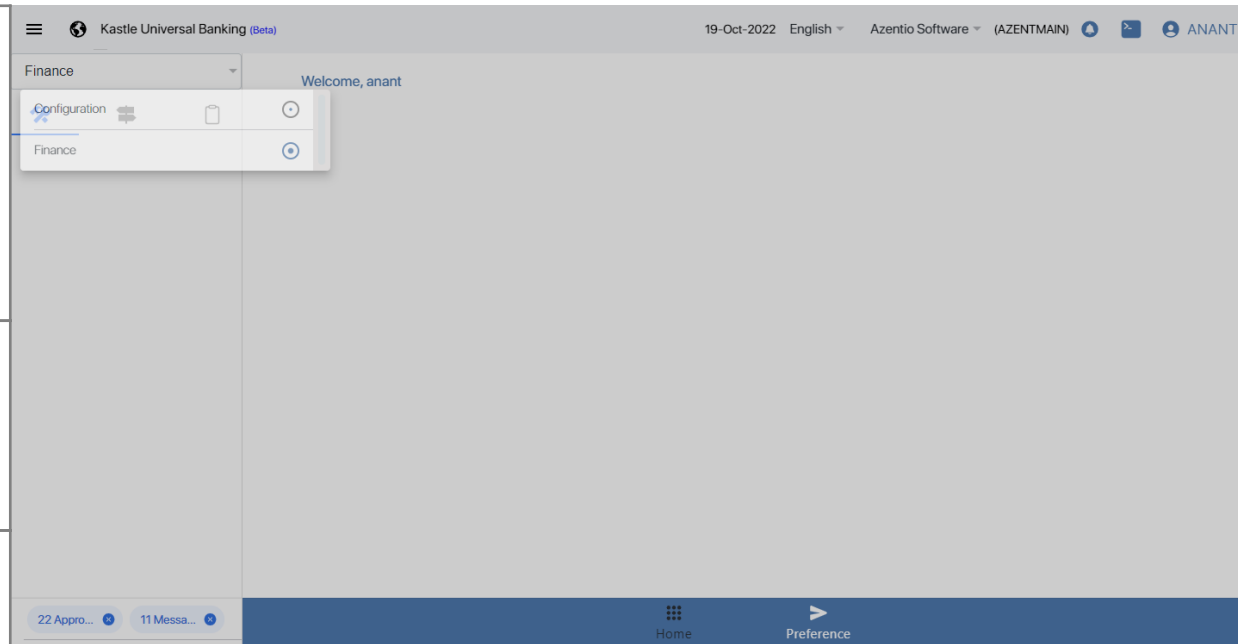 Kastle Universal Banking (Beta)
19-Oct-2022 English Azentio Software (AZENTMAIN) ANANT
Finance
Welcome, anant
Configuration
Finance
22 Appro... 11 Messa...
Home
Preference